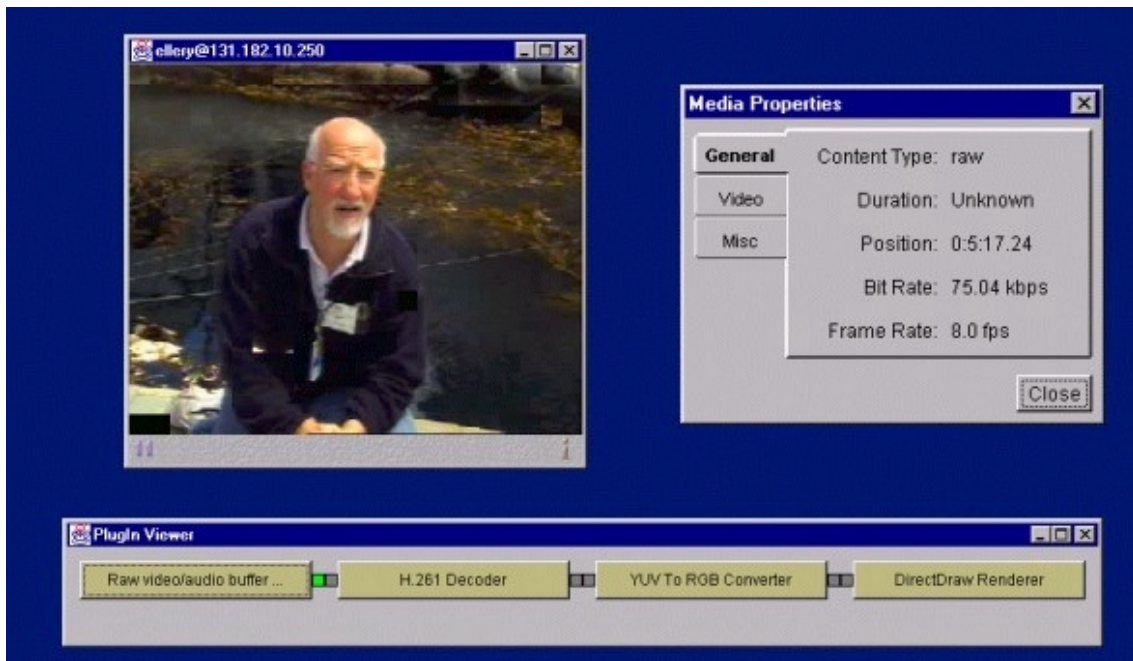 ellery@131.182.10.250
Media Properties
General
Video
Misc
Content Type: raw
Duration: Unknown
Position: 0:5:17.24
Bit Rate: 75.04 kbps
Frame Rate: 8.0 fps
Close
PlugIn Viewer
Raw video/audio buffer ...
H.261 Decoder
YUV To RGB Converter
DirectDraw Renderer